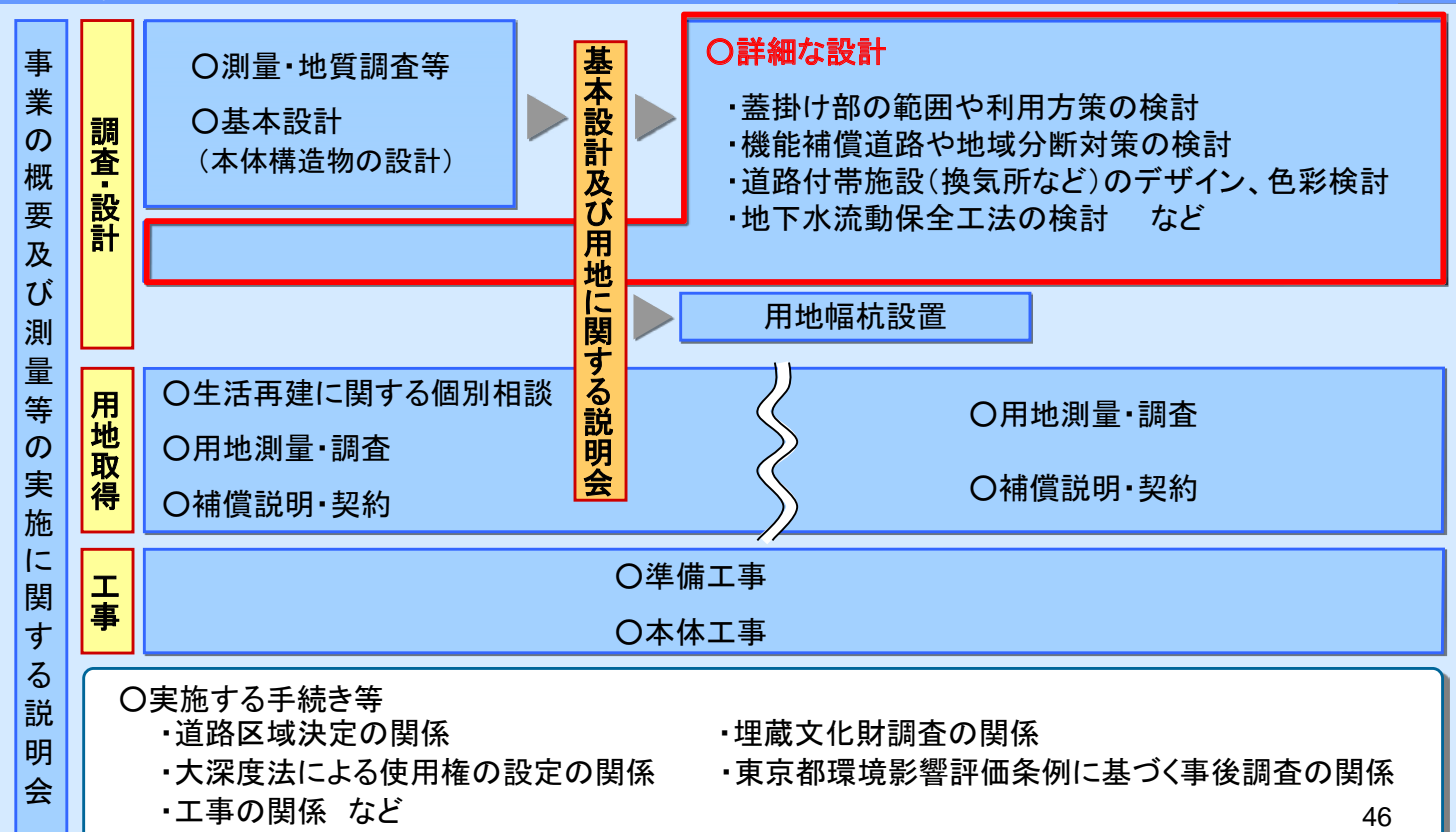 事業の概要及び測量等の実施に関する説明会
調査・設計
〇測量・地質調査等
〇基本設計
（本体構造物の設計）
基本設計及び用地に関する説明会
〇詳細な設計
・蓋掛け部の範囲や利用方策の検討
・機能補償道路や地域分断対策の検討
・道路付帯施設（換気所など）のデザイン、色彩検討
・地下水流動保全工法の検討　など
用地幅杭設置
用地取得
〇生活再建に関する個別相談
〇用地測量・調査
〇補償説明・契約
〇用地測量・調査
〇補償説明・契約
工事
〇準備工事
〇本体工事
〇実施する手続き等
・道路区域決定の関係
・大深度法による使用権の設定の関係
・工事の関係　など
・埋蔵文化財調査の関係
・東京都環境影響評価条例に基づく事後調査の関係
46